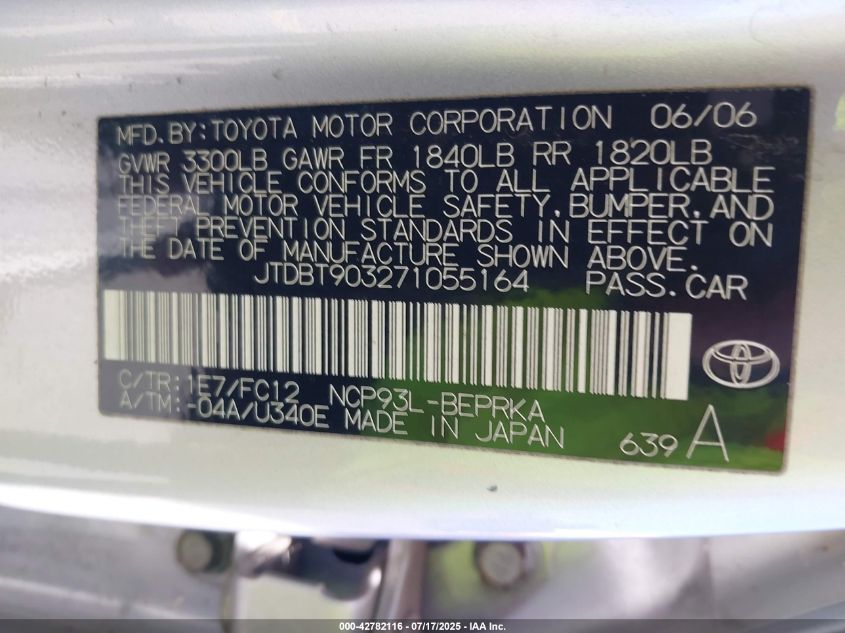 MFD.BY:TOYOTA MOTOR CORPORATION 06/06
GVWR 3300LB GAWR FR 1840LB RR 1820LB
THIS VEHICLE CONFORMS TO ALL APPLICABLE
FEDERAL MOTOR VEHICLE SAFETY,BUMPER,AND
THEFT PREVENTION STANDARDS IN EFFECT ON
THE DATE OF MANUFACTURE SHOWN ABOVE.
JTDBT903271055164 PASS.CAR
C/TR:1E7/FC12 NCP93L-BEPRKA
A/TM:-04A/U340E MADE IN JAPAN
639 A
000-42782116 - 07/17/2025 - IAA Inc.